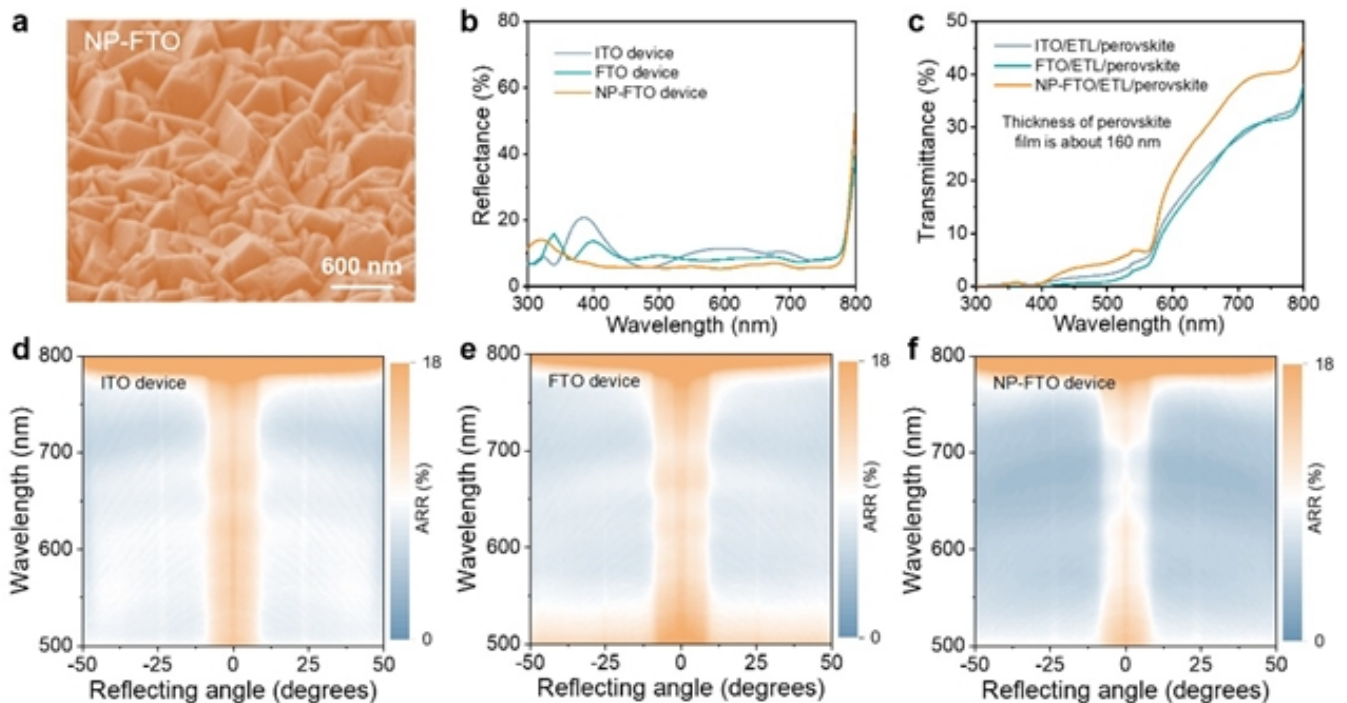 a
NP-FTO
600 nm
b
80
60
40
20
0
Reflectance (%)
ITO device
FTO device
NP-FTO device
300 400 500 600 700 800
Wavelength (nm)
c
50
40
30
20
10
0
Transmittance (%)
ITO/ETL/perovskite
FTO/ETL/perovskite
NP-FTO/ETL/perovskite
Thickness of perovskite
film is about 160 nm
300 400 500 600 700 800
Wavelength (nm)
d
800
700
600
500
Wavelength (nm)
ITO device
-50 -25 0 25 50
Reflecting angle (degrees)
18
0
ARR (%)
e
800
700
600
500
Wavelength (nm)
FTO device
-50 -25 0 25 50
Reflecting angle (degrees)
18
0
ARR (%)
f
800
700
600
500
Wavelength (nm)
NP-FTO device
-50 -25 0 25 50
Reflecting angle (degrees)
18
0
ARR (%)